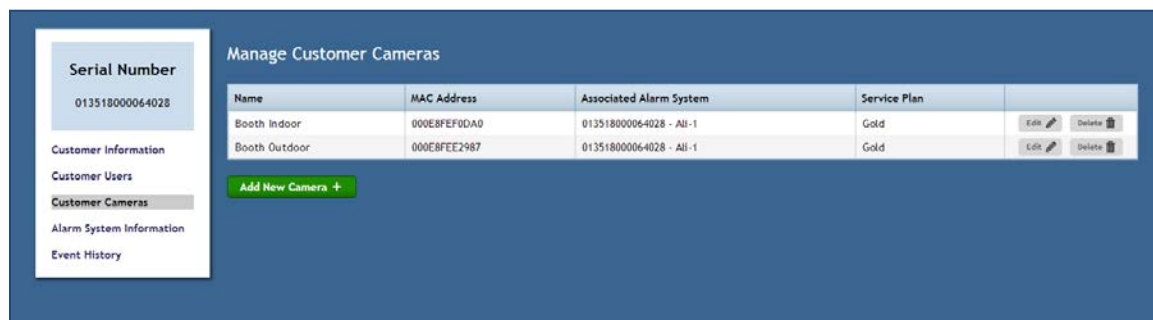 Serial Number
013518000064028
Customer Information
Customer Users
Customer Cameras
Alarm System Information
Event History
Manage Customer Cameras
Name MAC Address Associated Alarm System Service Plan
Booth Indoor 000E8FEF0DA0 013518000064028 - Ali-1 Gold Edit Delete
Booth Outdoor 000E8FEE2987 013518000064028 - Ali-1 Gold Edit Delete
Add New Camera +